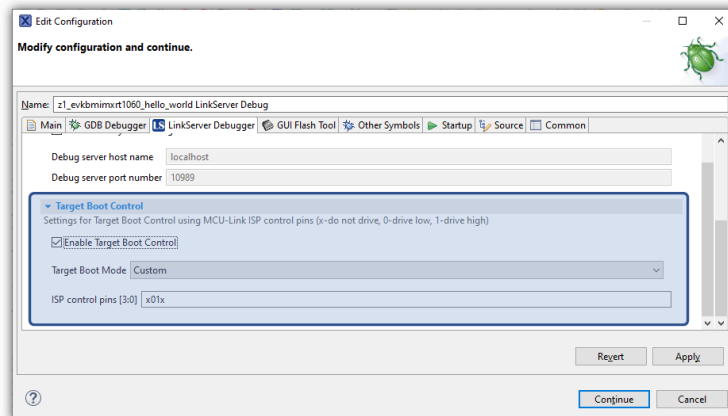 Edit Configuration
Modify configuration and continue.
Name: z1_evkbmimxrt1060_hello_world LinkServer Debug
Main GDB Debugger LS LinkServer Debugger GUI Flash Tool Other Symbols Startup Source Common
Debug server host name localhost
Debug server port number 10989
Target Boot Control
Settings for Target Boot Control using MCU-Link ISP control pins (x-do not drive, 0-drive low, 1-drive high)
Enable Target Boot Control
Target Boot Mode Custom
ISP control pins [3:0] x01x
Revert Apply
Continue Cancel